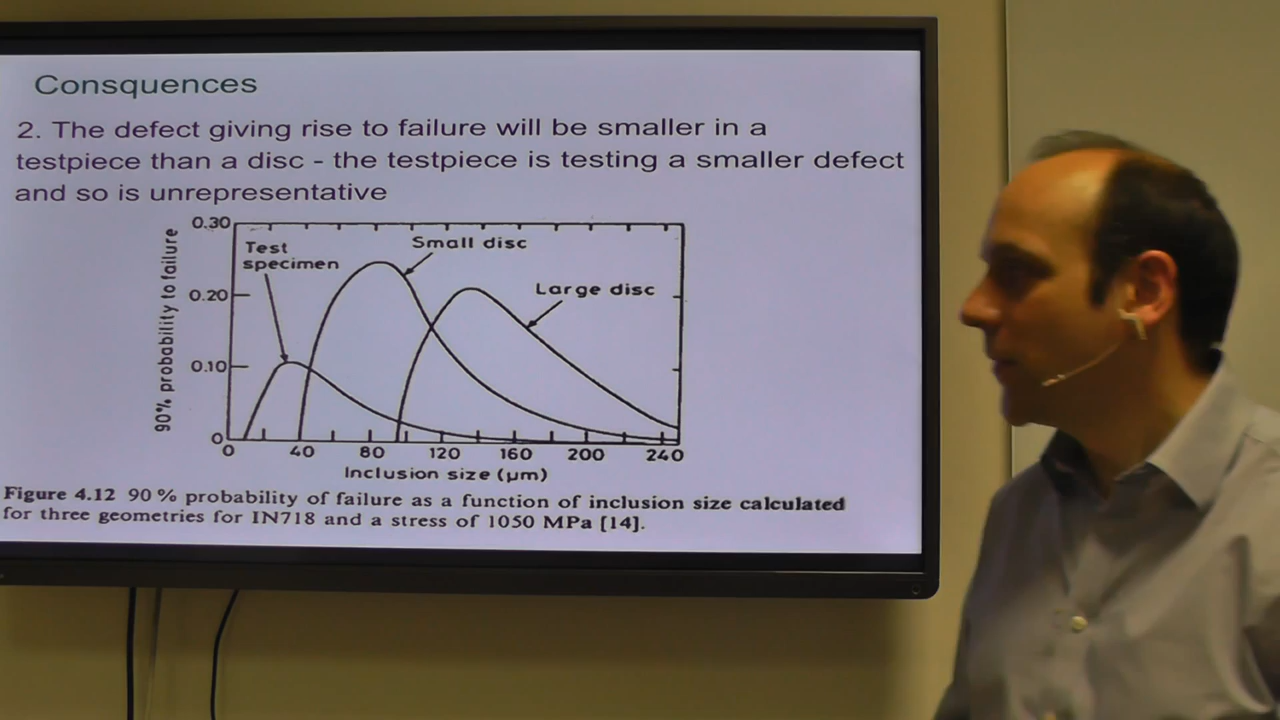 Consquences
2. The defect giving rise to failure will be smaller in a
testpiece than a disc - the testpiece is testing a smaller defect
and so is unrepresentative
0.30
0.20
0.10
0
90% probability to failure
Test
specimen
Small disc
Large disc
0 40 80 120 160 200 240
Inclusion size (μm)
Figure 4.12 90 % probability of failure as a function of inclusion size calculated
for three geometries for IN718 and a stress of 1050 MPa [14].